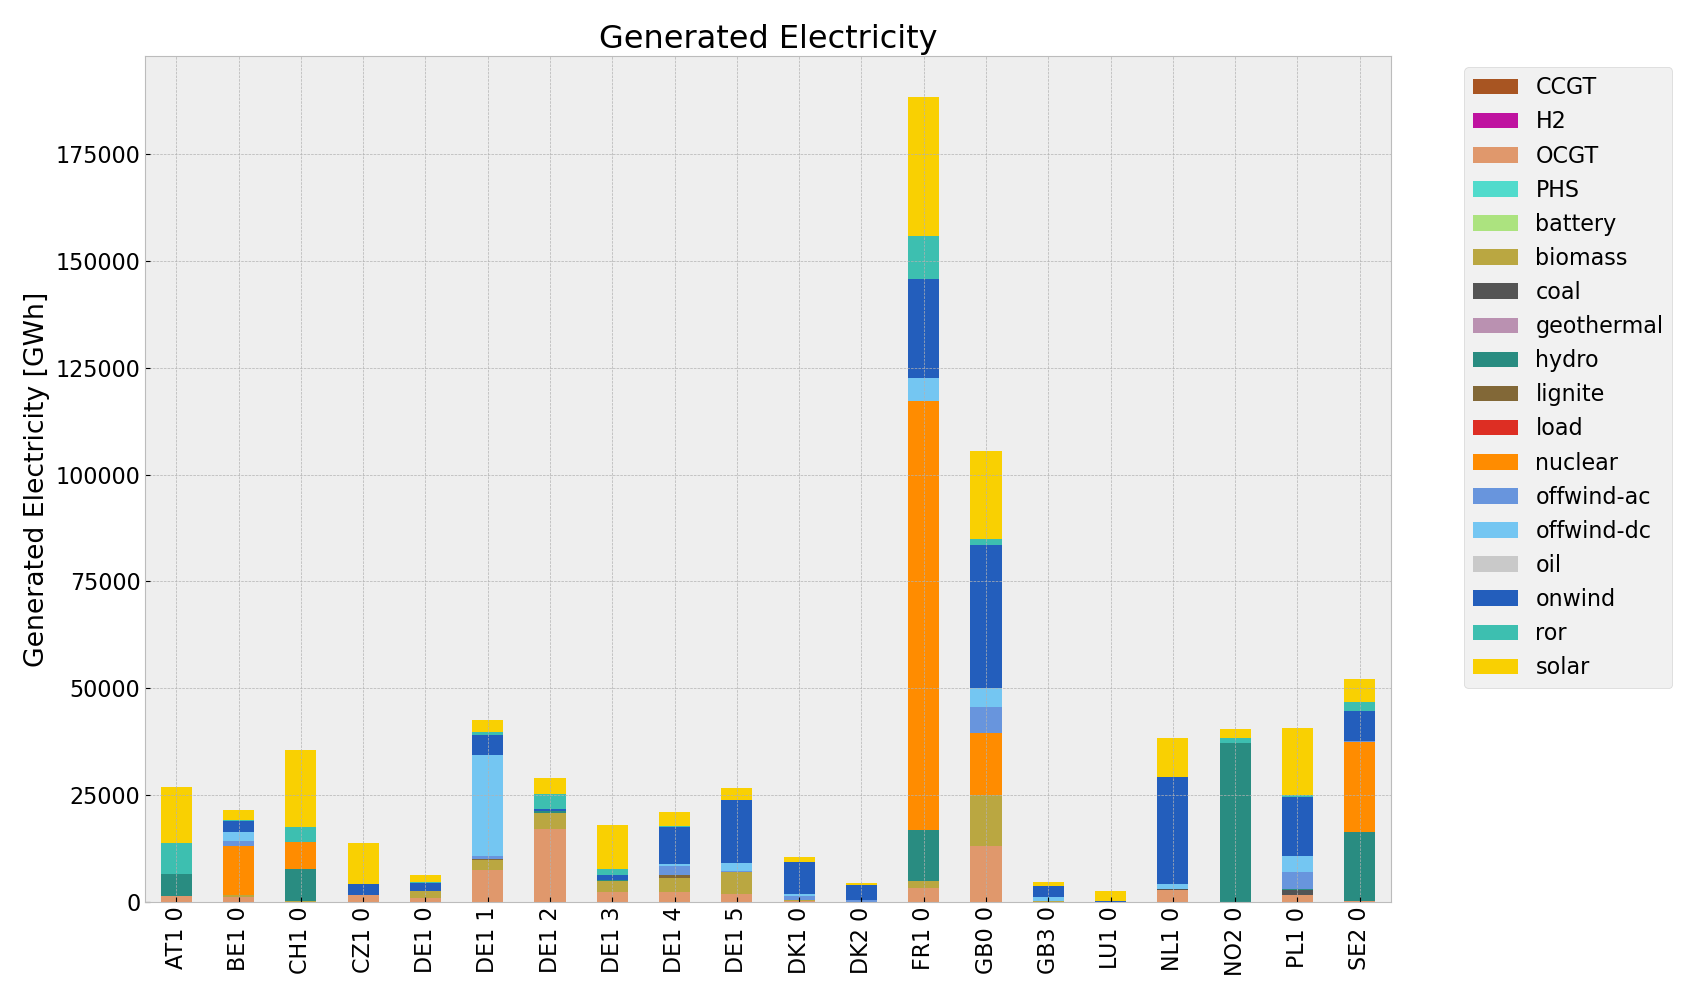 Generated Electricity
Generated Electricity [GWh]
175000
150000
125000
100000
75000
50000
25000
0
AT1 0
BE1 0
CH1 0
CZ1 0
DE1 0
DE1 1
DE1 2
DE1 3
DE1 4
DE1 5
DK1 0
DK2 0
FR1 0
GB0 0
GB3 0
LU1 0
NL1 0
NO2 0
PL1 0
SE2 0
CCGT
H2
OCGT
PHS
battery
biomass
coal
geothermal
hydro
lignite
load
nuclear
offwind-ac
offwind-dc
oil
onwind
ror
solar